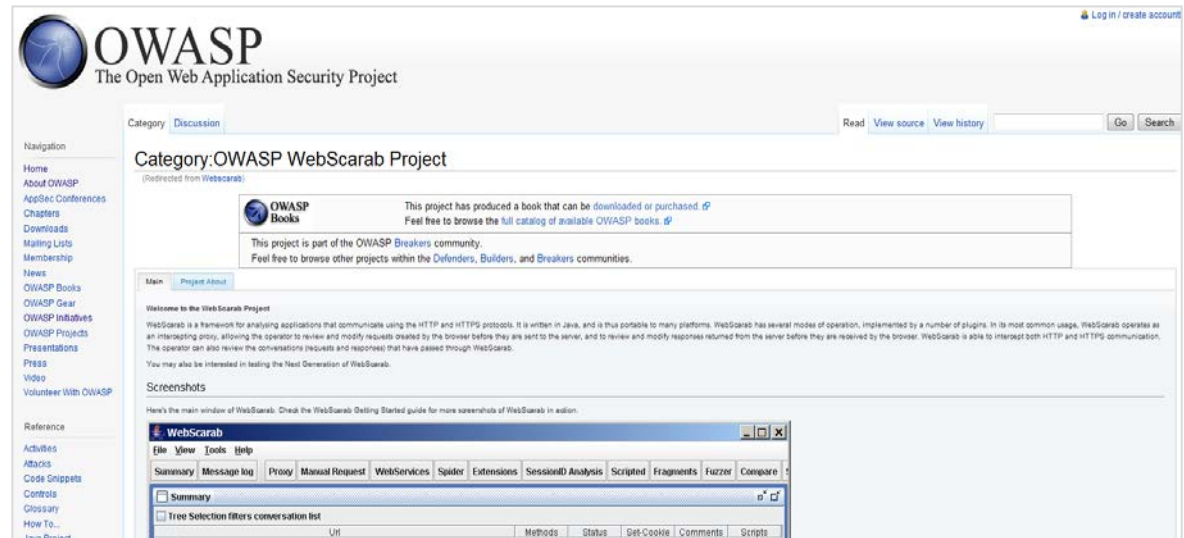 Log in / create account
OWASP
The Open Web Application Security Project
Category Discussion
Read View source View history
Go Search
Navigation
Home
About OWASP
AppSec Conferences
Chapters
Downloads
Mailing Lists
Membership
News
OWASP Books
OWASP Gear
OWASP Initiatives
OWASP Projects
Presentations
Press
Video
Volunteer With OWASP
Reference
Activities
Attacks
Code Snippets
Controls
Glossary
How To...
Java Project
Category:OWASP WebScarab Project
(Redirected from Webscarab)
OWASP
Books
This project has produced a book that can be downloaded or purchased.
Feel free to browse the full catalog of available OWASP books.
This project is part of the OWASP Breakers community.
Feel free to browse other projects within the Defenders, Builders, and Breakers communities.
Main Project About
Welcome to the WebScarab Project
WebScarab is a framework for analysing applications that communicate using the HTTP and HTTPS protocols. It is written in Java, and is thus portable to many platforms. WebScarab has several modes of operation, implemented by a number of plugins. In its most common usage, WebScarab operates as
an intercepting proxy, allowing the operator to review and modify requests created by the browser before they are sent to the server, and to review and modify responses returned from the server before they are received by the browser. WebScarab is able to intercept both HTTP and HTTPS communication.
The operator can also review the conversations (requests and responses) that have passed through WebScarab.
You may also be interested in testing the Next Generation of WebScarab.
Screenshots
Here's the main window of WebScarab. Check the WebScarab Getting Started guide for more screenshots of WebScarab in action.
WebScarab
File View Tools Help
Summary Message log Proxy Manual Request WebServices Spider Extensions SessionID Analysis Scripted Fragments Fuzzer Compare
Summary
Tree Selection filters conversation list
Url Methods Status Set-Cookie Comments Scripts